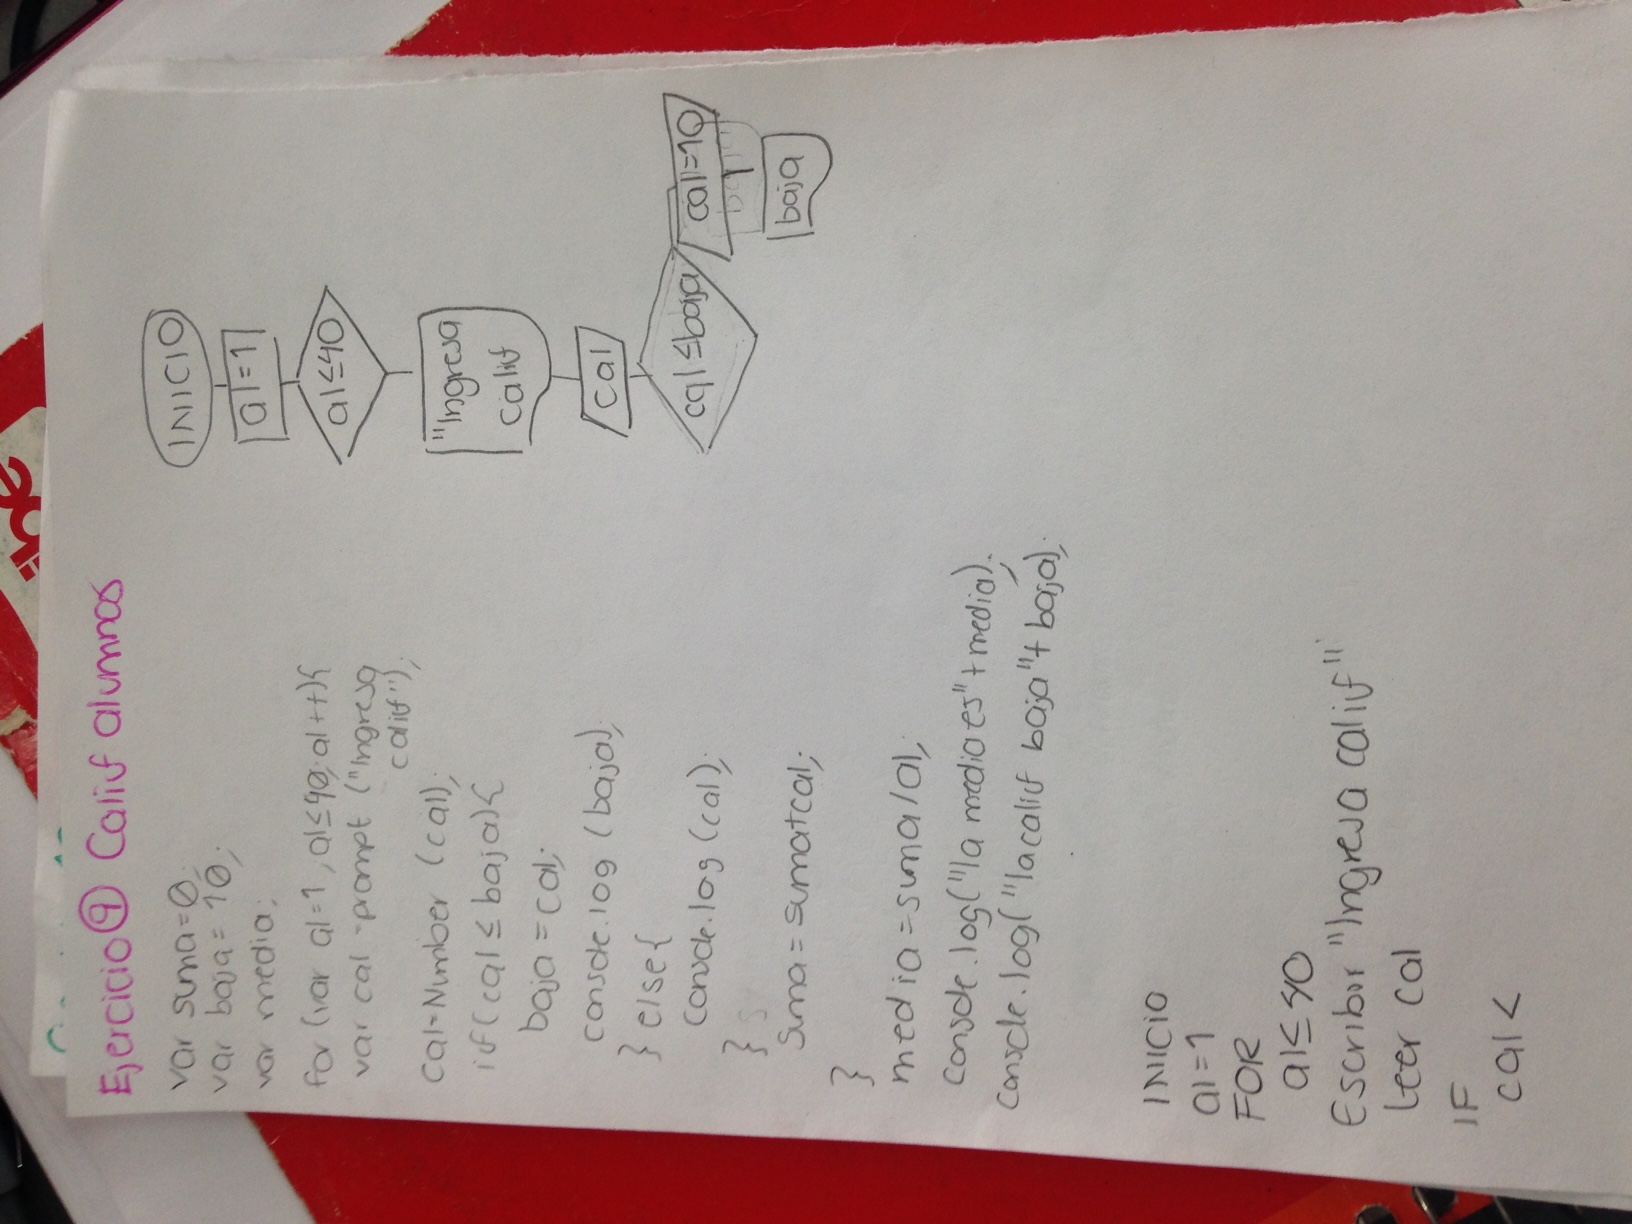 Ejercicio 9 Calif alumnos
var suma=0;
var baja=10;
var media;
for (var al=1, al≤40; al++){
var cal=prompt ("Ingresa
calif");
cal=Number (cal);
if(cal ≤ baja){
baja=cal;
console.log (baja);
} else{
console.log (cal);
}
suma=suma+cal;
}
media=suma/al;
console.log("la media es"+media);
console.log("la calif baja"+baja);
INICIO
al=1
FOR
al≤40
Escribir "Ingresa calif"
Leer cal
IF
cal <
INICIO
al=1
al≤40
"Ingresa
calif
cal
cal≤baja
cal=10
baja